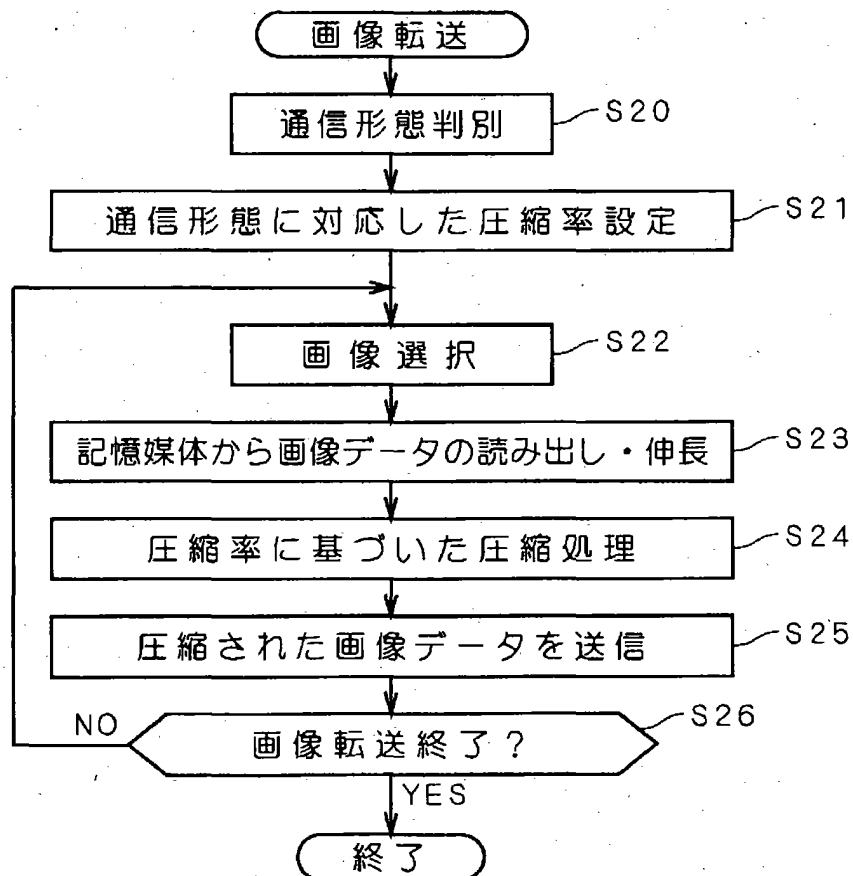 画像転送
通信形態判別
S20
通信形態に対応した圧縮率設定
S21
画像選択
S22
記憶媒体から画像データの読み出し・伸長
S23
圧縮率に基づいた圧縮処理
S24
圧縮された画像データを送信
S25
NO
画像転送終了?
S26
YES
終了